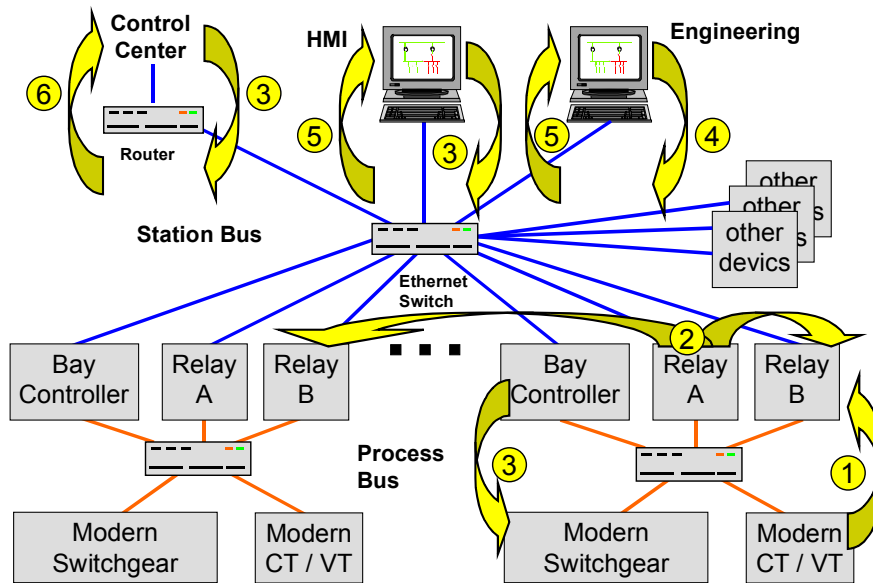 Control
Center
HMI
Engineering
6
3
5
3
5
4
Router
other
other
s
s
other
devics
Station Bus
Ethernet
Switch
2
Bay
Controller
Relay
A
Relay
B
Bay
Controller
Relay
A
Relay
B
Process
Bus
3
1
Modern
Switchgear
Modern
CT / VT
Modern
Switchgear
Modern
CT / VT